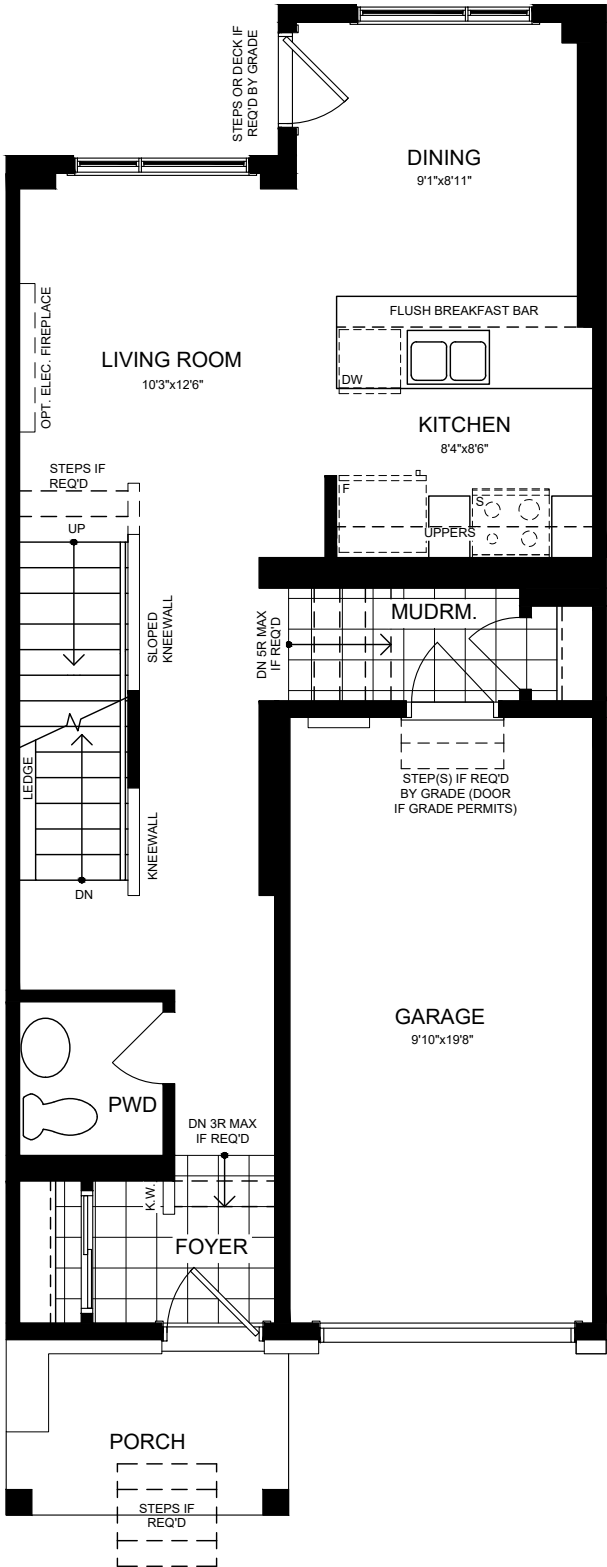 STEPS OR DECK IF
REQ'D BY GRADE
DINING
9'1"x8'11"
FLUSH BREAKFAST BAR
OPT. ELEC. FIREPLACE
LIVING ROOM
10'3"x12'6"
DW
KITCHEN
8'4"x8'6"
STEPS IF
REQ'D
F
S
UPPERS
UP
SLOPED
KNEEWALL
DN 5R MAX
IF REQ'D
MUDRM.
LEDGE
STEP(S) IF REQ'D
BY GRADE (DOOR
IF GRADE PERMITS)
KNEEWALL
DN
GARAGE
9'10"x19'8"
PWD
DN 3R MAX
IF REQ'D
K.W.
FOYER
PORCH
STEPS IF
REQ'D